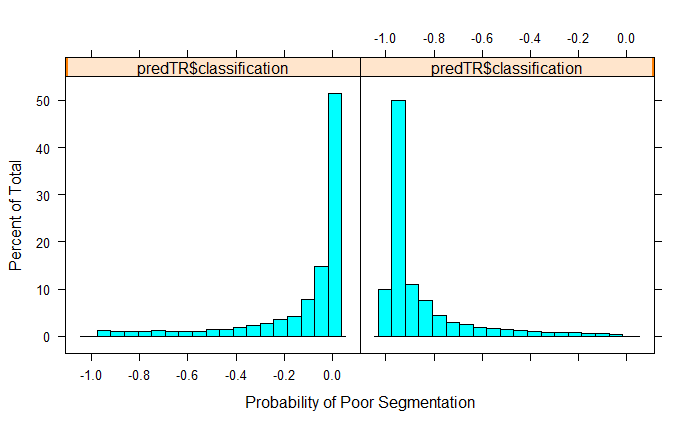 -1.0 -0.8 -0.6 -0.4 -0.2 0.0
predTR$classification predTR$classification
50
40
30
20
10
0
Percent of Total
-1.0 -0.8 -0.6 -0.4 -0.2 0.0
Probability of Poor Segmentation